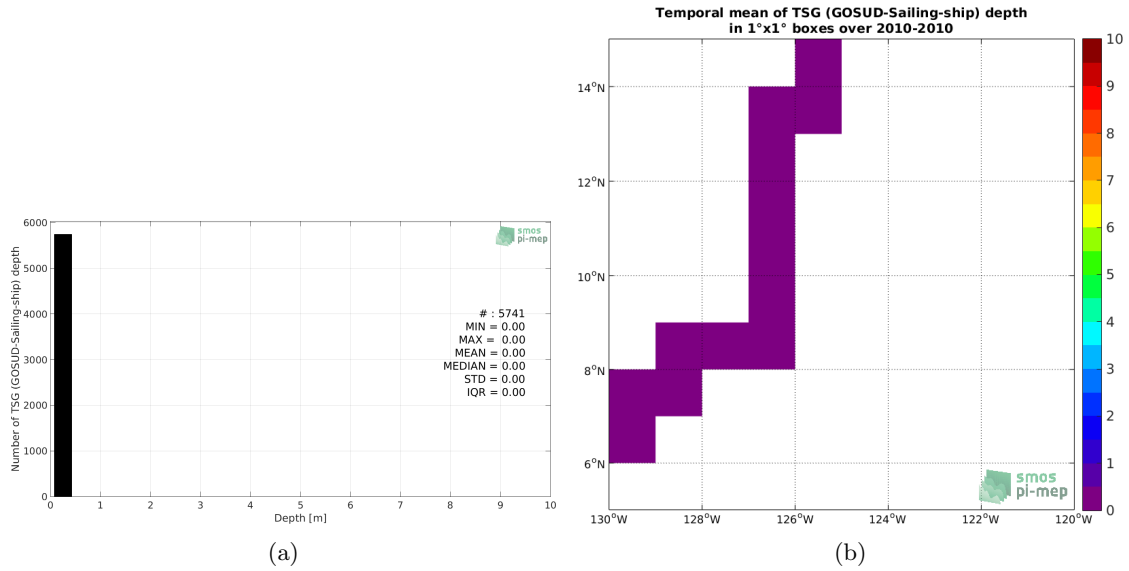 6000
5000
4000
3000
2000
1000
0
Number of TSG (GOSUD-Sailing-ship) depth
smos
pi-mep
# : 5741
MIN = 0.00
MAX =  0.00
MEAN = 0.00
MEDIAN = 0.00
STD = 0.00
IQR = 0.00
0 1 2 3 4 5 6 7 8 9 10
Depth [m]
(a)
Temporal mean of TSG (GOSUD-Sailing-ship) depth
in 1°x1° boxes over 2010-2010
14°N
12°N
10°N
8°N
6°N
130°W 128°W 126°W 124°W 122°W 120°W
smos
pi-mep
10
9
8
7
6
5
4
3
2
1
0
(b)